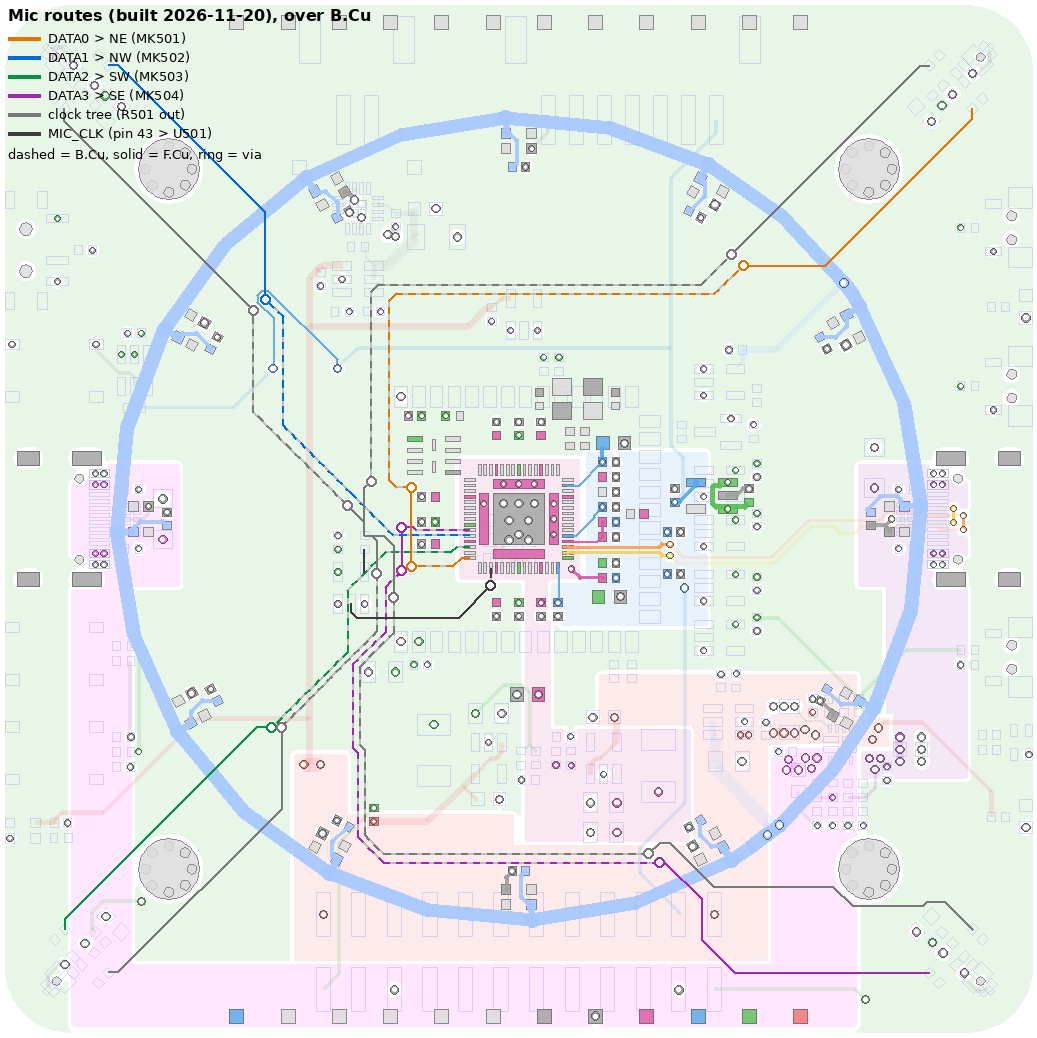 Mic routes (built 2026-11-20), over B.Cu
DATA0 > NE (MK501)
DATA1 > NW (MK502)
DATA2 > SW (MK503)
DATA3 > SE (MK504)
clock tree (R501 out)
MIC_CLK (pin 43 > U501)
dashed = B.Cu, solid = F.Cu, ring = via